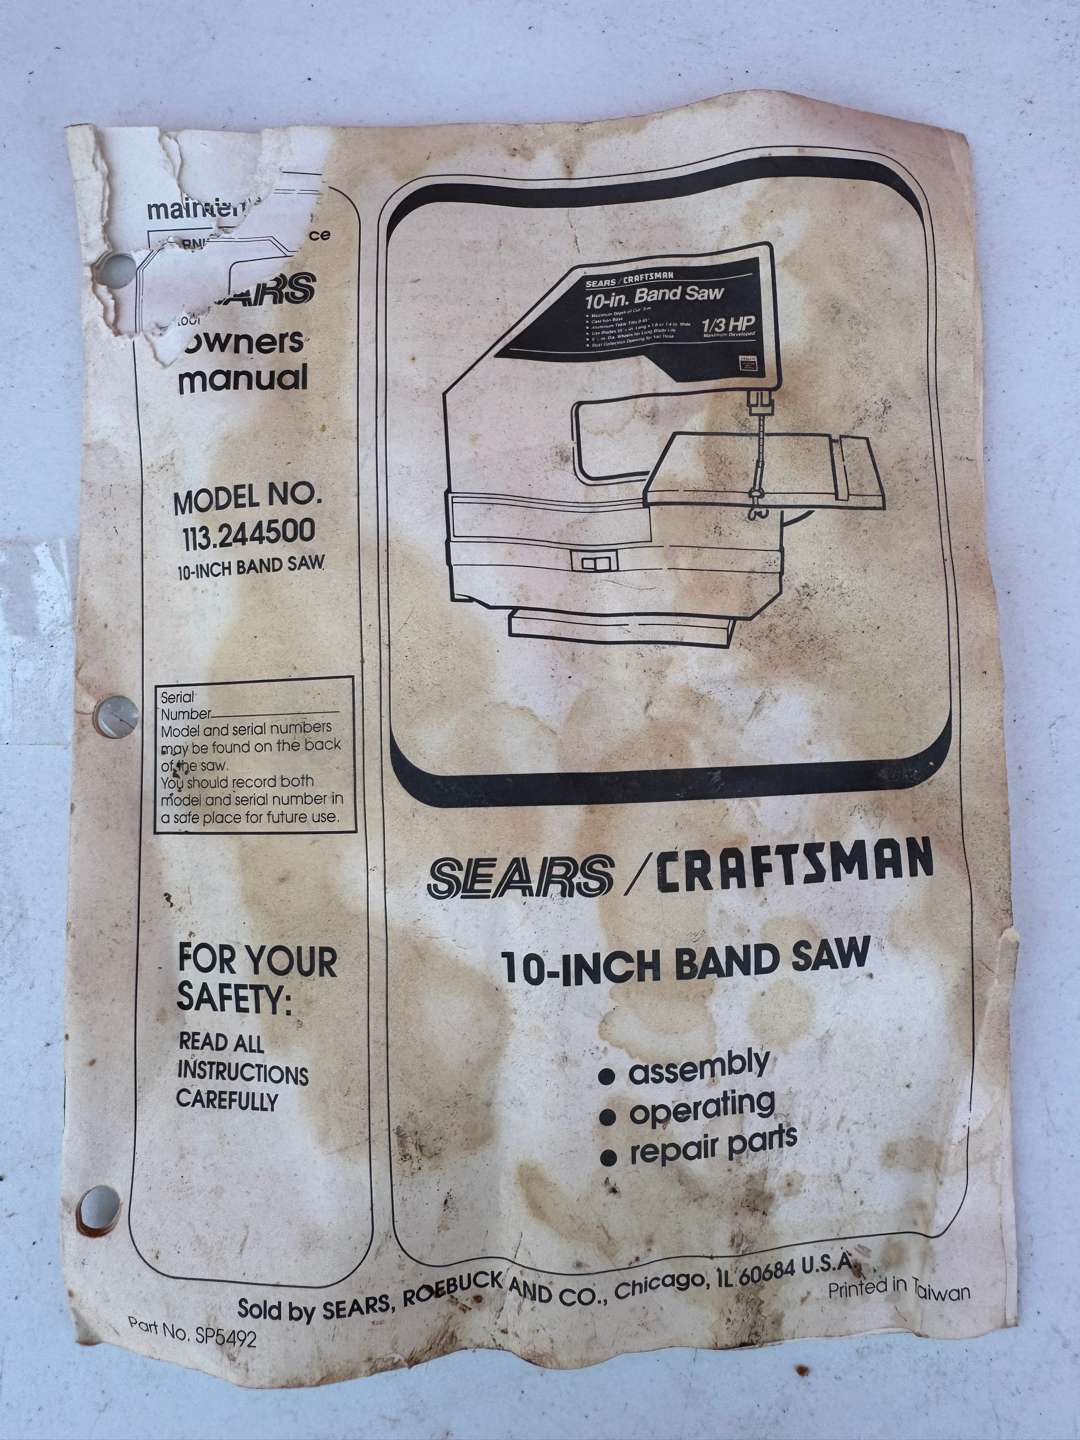 ce
owners
manual
MODEL NO.
113.244500
10-INCH BAND SAW
Serial
Number
Model and serial numbers
may be found on the back
of the saw.
You should record both
model and serial number in
a safe place for future use.
FOR YOUR
SAFETY:
READ ALL
INSTRUCTIONS
CAREFULLY
SEARS/CRAFTSMAN
10-in. Band Saw
1/3 HP
Maximum Developed
SEARS/CRAFTSMAN
10-INCH BAND SAW
• assembly
• operating
• repair parts
Sold by SEARS, ROEBUCK AND CO., Chicago, IL 60684 U.S.A.
Part No. SP5492
Printed in Taiwan